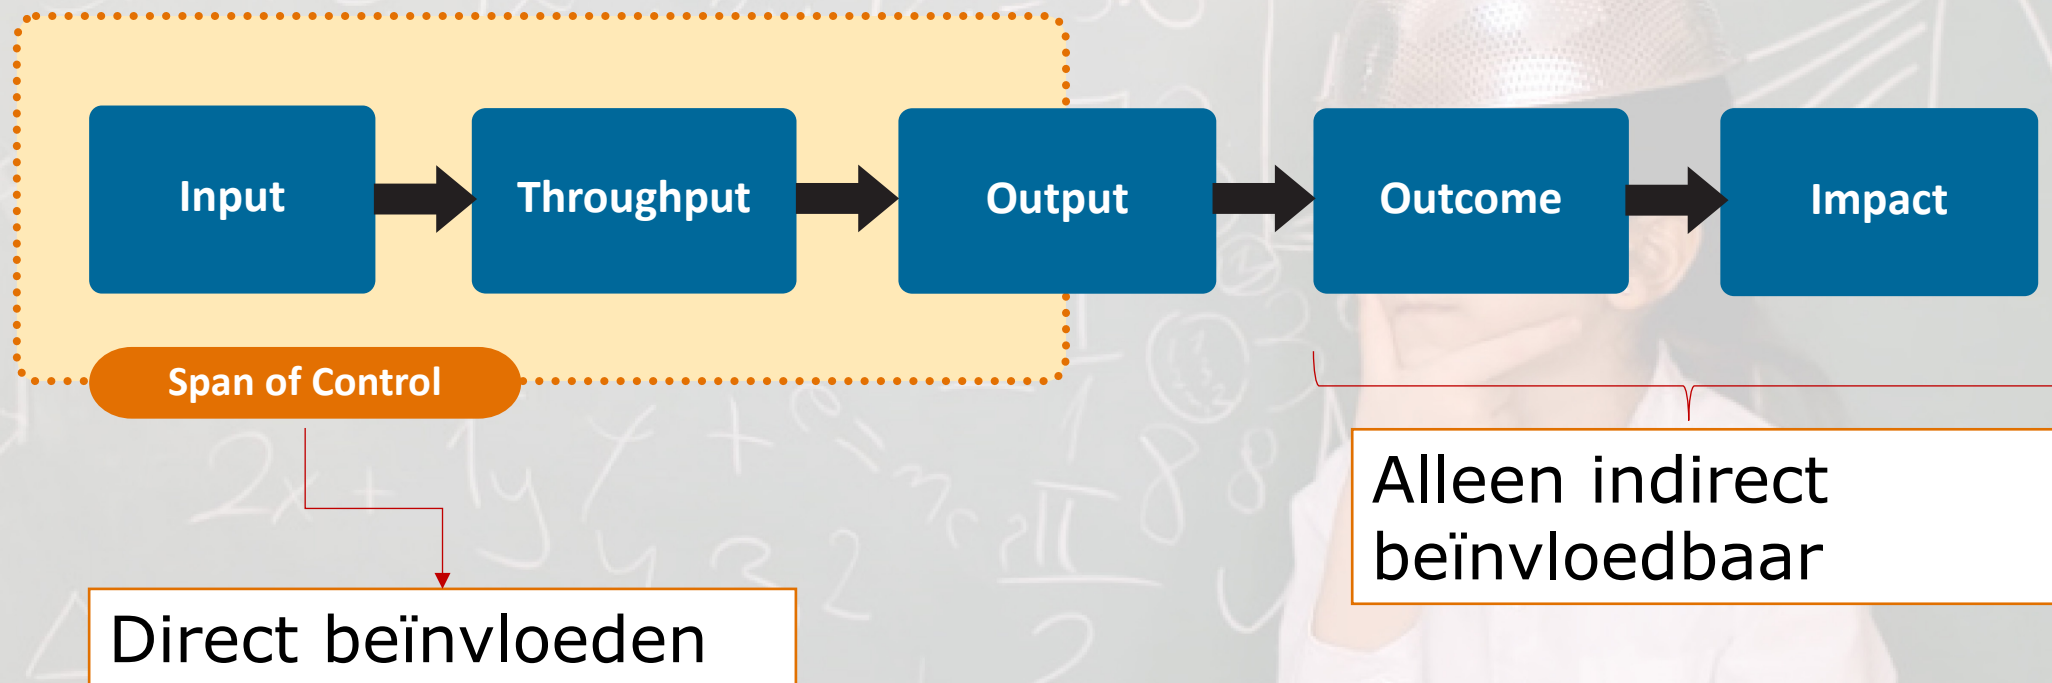 Input
Throughput
Output
Outcome
Impact
Span of Control
Alleen indirect
beïnvloedbaar
Direct beïnvloeden